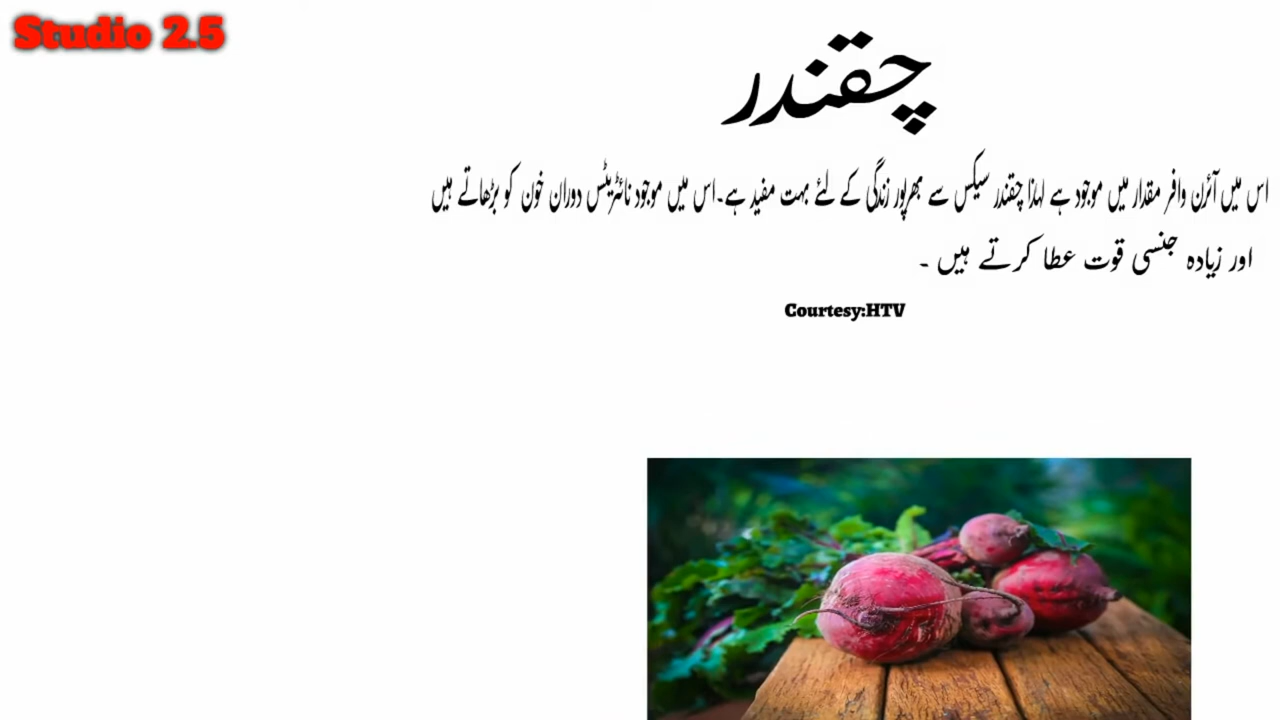 Studio 2.5
چقندر
اس میں آئرن وافر مقدار میں موجود ہے لہذا چقندر سیکس سے بھرپور زندگی کے لئے بہت مفید ہے۔اس میں موجود نائٹریٹس دوران خون کو بڑھاتے ہیں
اور زیادہ جنسی قوت عطا کرتے ہیں ۔
Courtesy:HTV